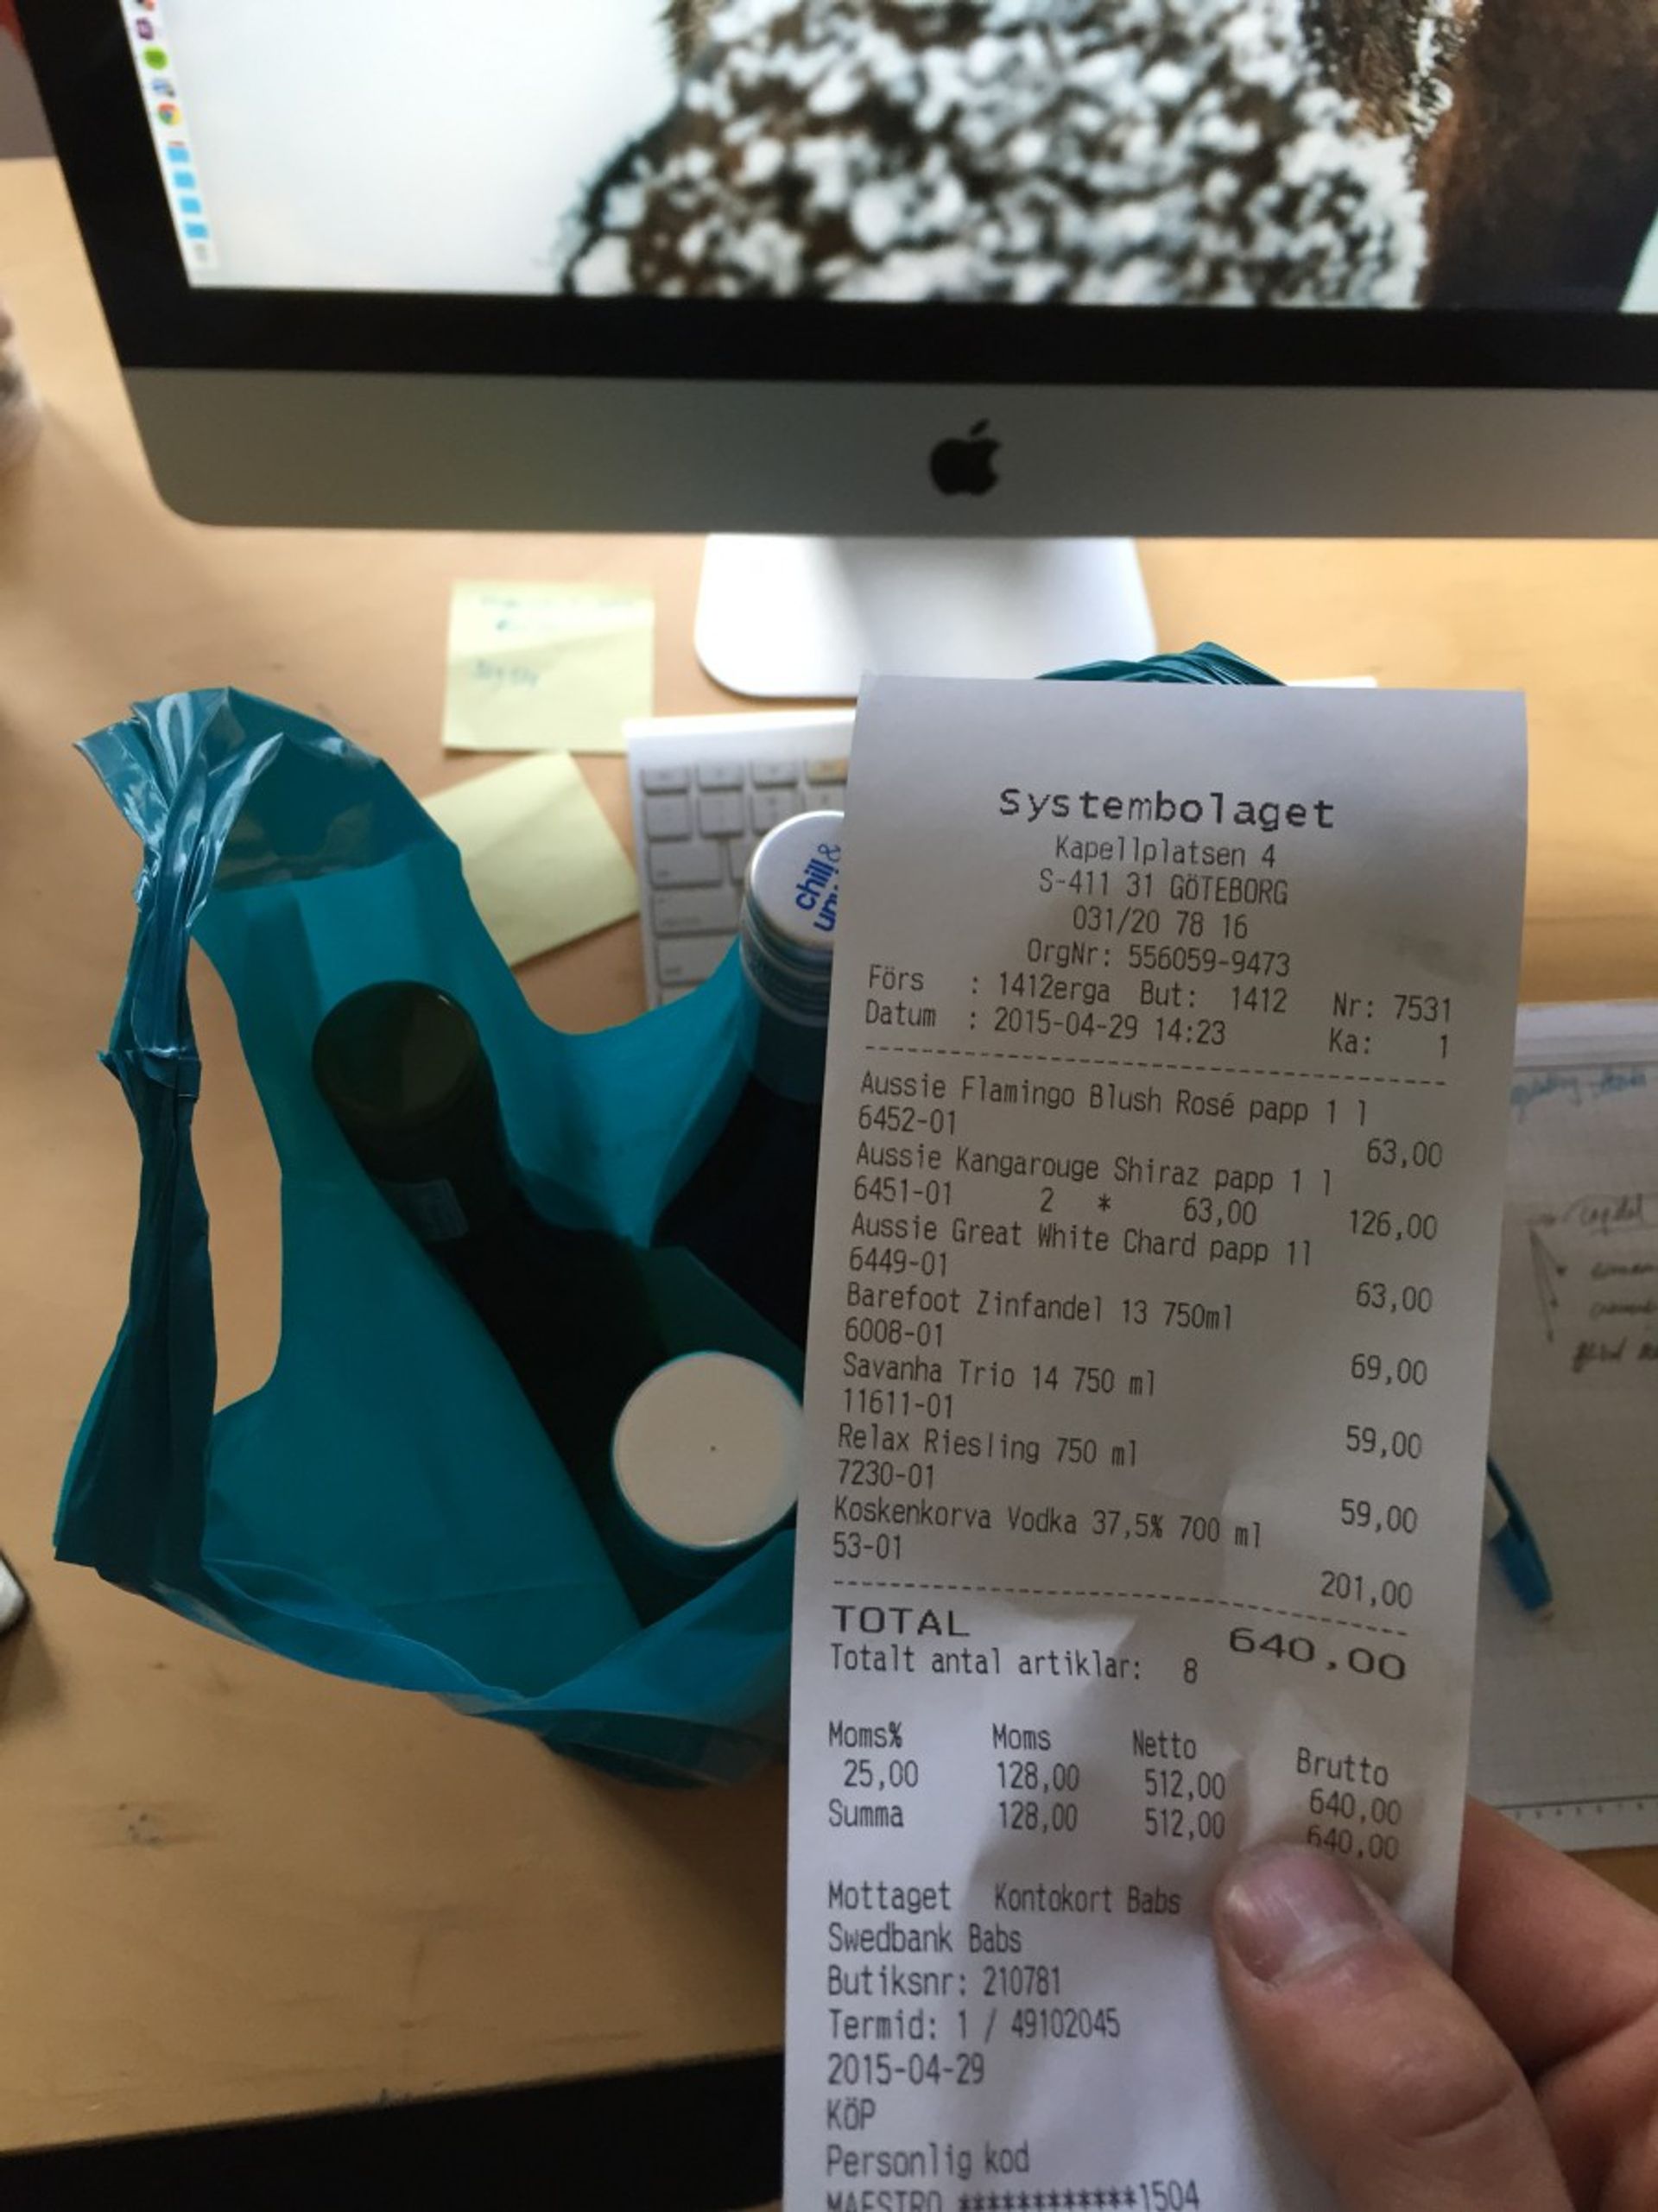 chill &
Systembolaget
Kapellplatsen 4
S-411 31 GÖTEBORG
031/20 78 16
OrgNr: 556059-9473
Förs : 1412erga But: 1412 Nr: 7531
Datum : 2015-04-29 14:23 Ka: 1
Aussie Flamingo Blush Rosé papp 1 l
6452-01 63,00
Aussie Kangarouge Shiraz papp 1 l
6451-01 2 * 63,00 126,00
Aussie Great White Chard papp 1l
6449-01 63,00
Barefoot Zinfandel 13 750ml
6008-01 69,00
Savanha Trio 14 750 ml
11611-01 59,00
Relax Riesling 750 ml
7230-01 59,00
Koskenkorva Vodka 37,5% 700 ml
53-01 201,00
TOTAL 640,00
Totalt antal artiklar: 8
Moms% Moms Netto Brutto
25,00 128,00 512,00 640,00
Summa 128,00 512,00 640,00
Mottaget Kontokort Babs
Swedbank Babs
Butiksnr: 210781
Termid: 1 / 49102045
2015-04-29
KÖP
Personlig kod
MAESTRO ************1504